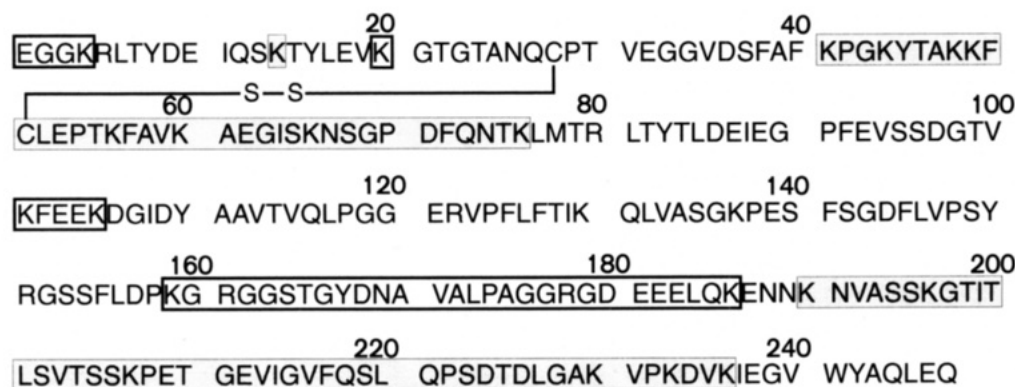 20 40
EGGKRLTYDE IQSKTYLEVK GTGTANQCPT VEGGVDSFAF KPGKYTAKKF
S S
60 80 100
CLEPTKFAVK AEGISKNSGP DFQNTKLMTR LTYTLDEIEG PFEVSSDGTV
120 140
KFEEKDGIDY AAVTVQLPGG ERVPFLFTIK QLVASGKPES FSGDFLVPSY
160 180 200
RGSSFLDPKG RGGSTGYDNA VALPAGGRGD EEELQKENNK NVASSKGTIT
220 240
LSVTSSKPET GEVIGVFQSL QPSDTDLGAK VPKDVKIEGV WYAQLEQ